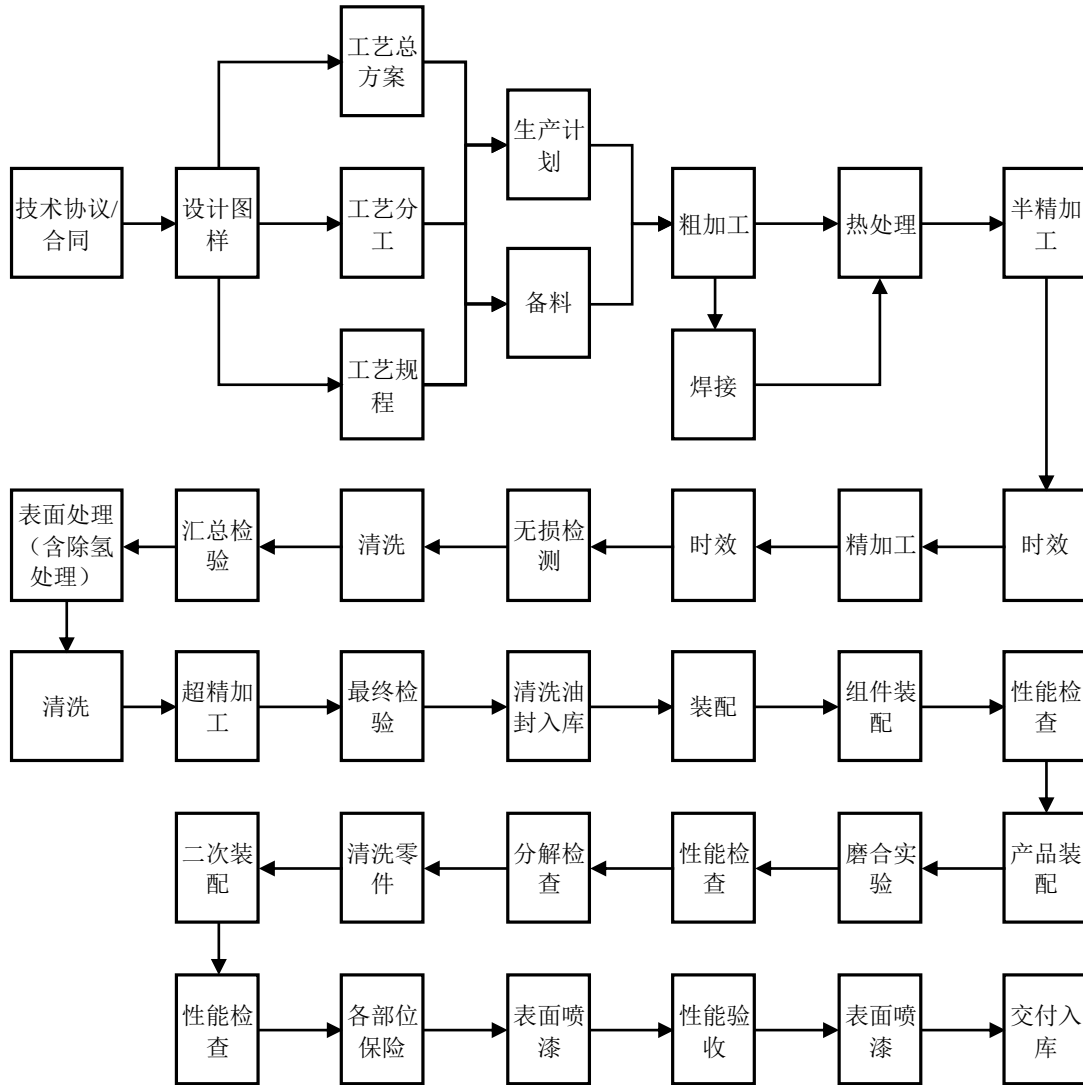 工艺总
方案
生产计
划
技术协议/
合同
设计图
样
工艺分
工
粗加工
热处理
半精加
工
备料
工艺规
程
焊接
表面处理
（含除氢
处理）
汇总检
验
清洗
无损检
测
时效
精加工
时效
清洗
超精加
工
最终检
验
清洗油
封入库
装配
组件装
配
性能检
查
二次装
配
清洗零
件
分解检
查
性能检
查
磨合实
验
产品装
配
性能检
查
各部位
保险
表面喷
漆
性能验
收
表面喷
漆
交付入
库